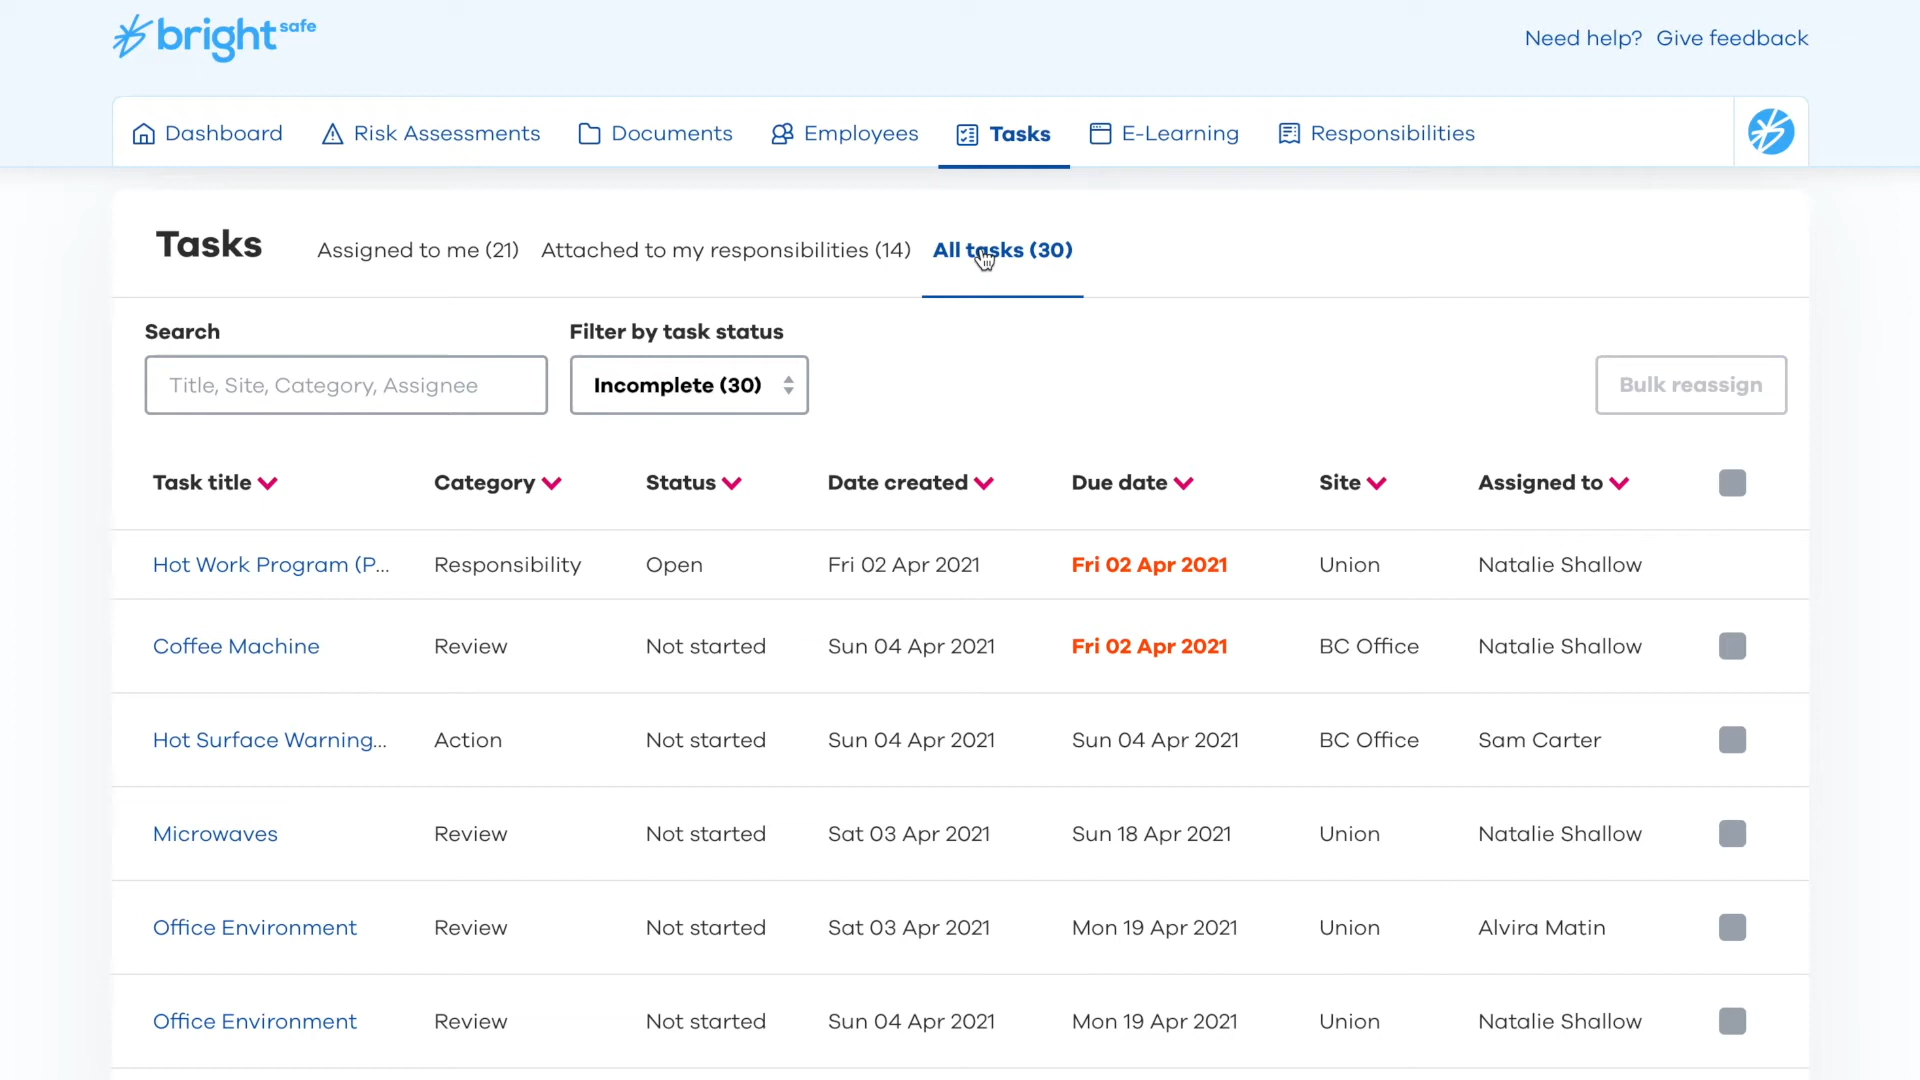 bright safe
Need help? Give feedback
Dashboard Risk Assessments Documents Employees Tasks E-Learning Responsibilities
Tasks Assigned to me (21) Attached to my responsibilities (14) All tasks (30)
Search Filter by task status
Title, Site, Category, Assignee Incomplete (30) Bulk reassign
Task title Category Status Date created Due date Site Assigned to
Hot Work Program (P... Responsibility Open Fri 02 Apr 2021 Fri 02 Apr 2021 Union Natalie Shallow
Coffee Machine Review Not started Sun 04 Apr 2021 Fri 02 Apr 2021 BC Office Natalie Shallow
Hot Surface Warning... Action Not started Sun 04 Apr 2021 Sun 04 Apr 2021 BC Office Sam Carter
Microwaves Review Not started Sat 03 Apr 2021 Sun 18 Apr 2021 Union Natalie Shallow
Office Environment Review Not started Sat 03 Apr 2021 Mon 19 Apr 2021 Union Alvira Matin
Office Environment Review Not started Sun 04 Apr 2021 Mon 19 Apr 2021 Union Natalie Shallow